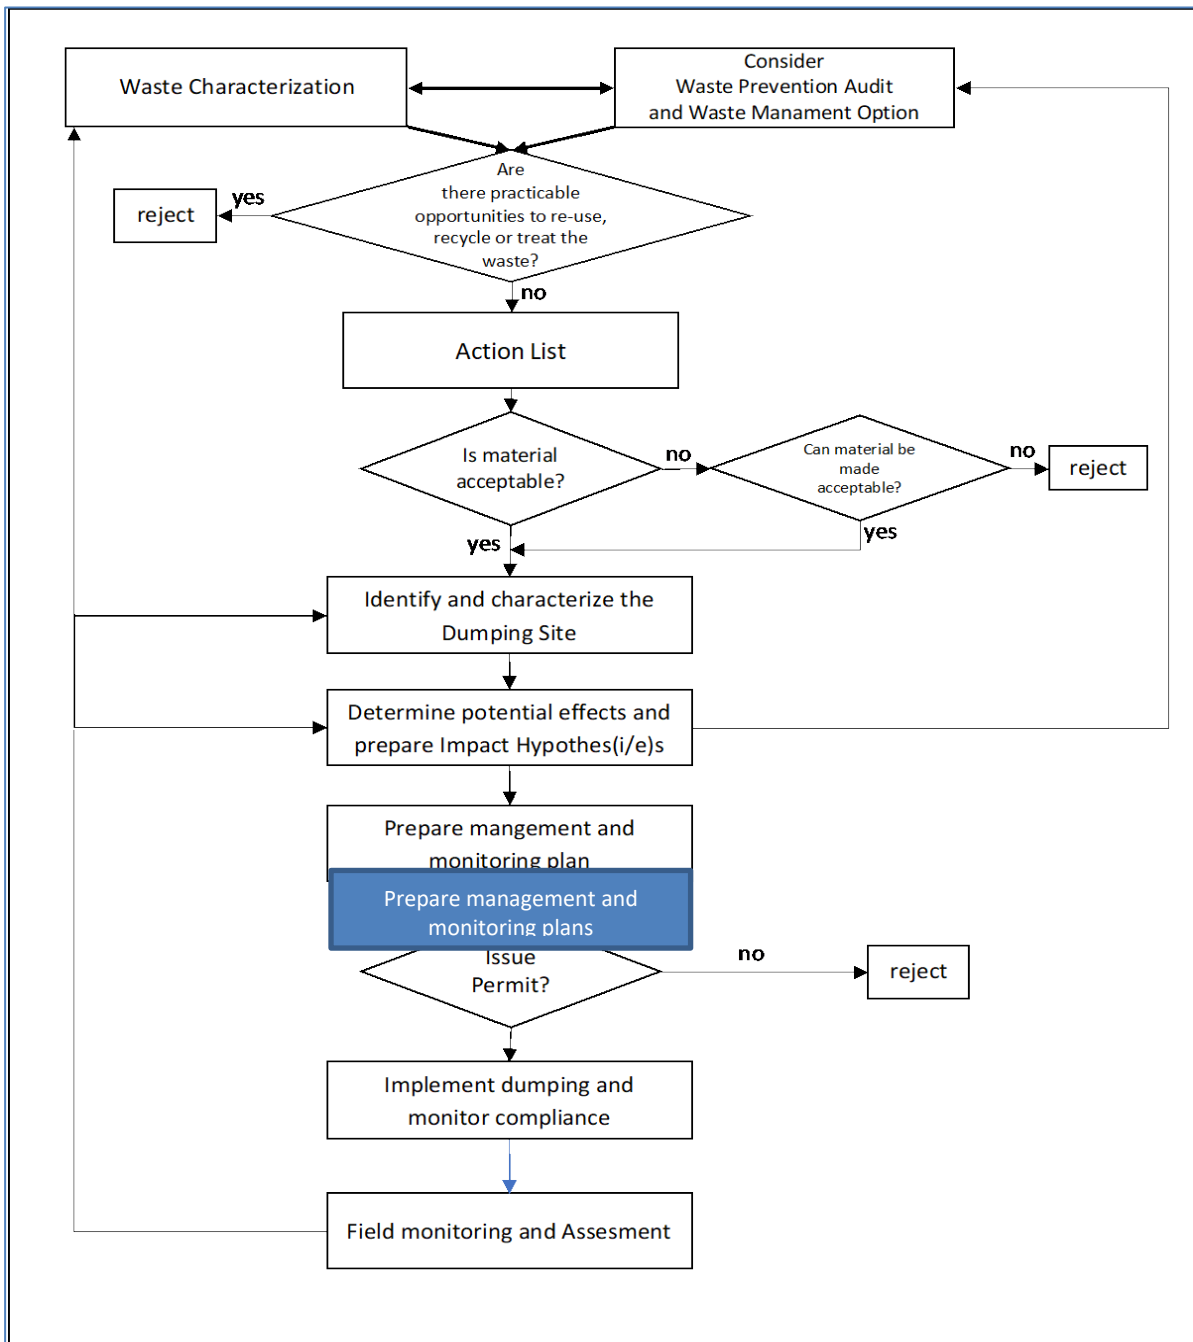 Waste Characterization
Consider
Waste Prevention Audit
and Waste Manament Option
Are
there practicable
opportunities to re-use,
recycle or treat the
waste?
yes
reject
no
Action List
Is material
acceptable?
no
Can material be
made
acceptable?
no
reject
yes
yes
Identify and characterize the
Dumping Site
Determine potential effects and
prepare Impact Hypothes(i/e)s
Prepare mangement and
monitoring plan
Prepare management and
monitoring plans
Issue
Permit?
no
reject
Implement dumping and
monitor compliance
Field monitoring and Assesment